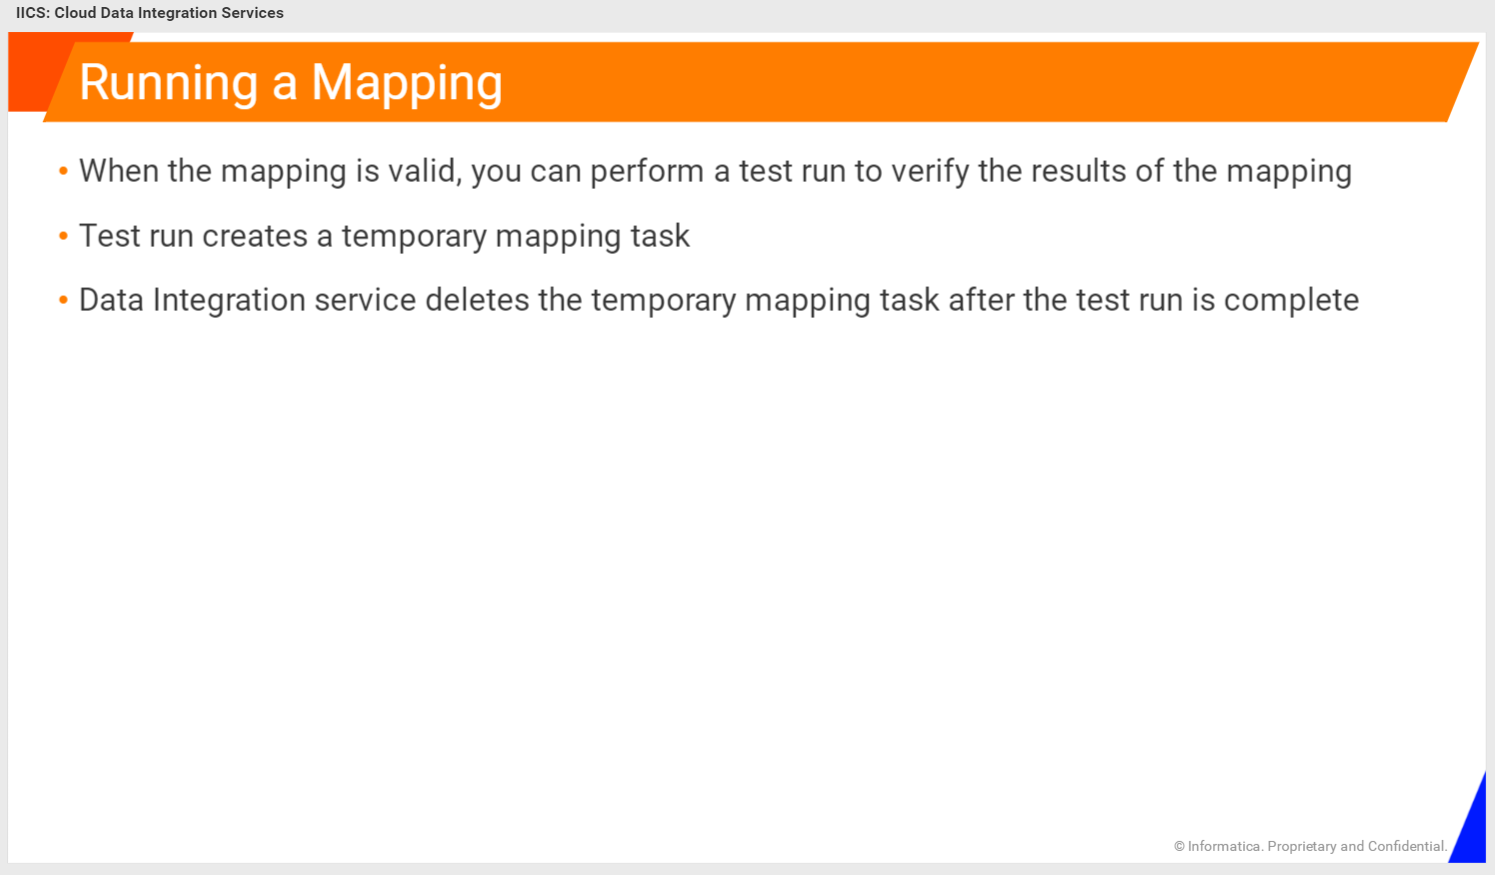 IICS: Cloud Data Integration Services
Running a Mapping
• When the mapping is valid, you can perform a test run to verify the results of the mapping
• Test run creates a temporary mapping task
• Data Integration service deletes the temporary mapping task after the test run is complete
© Informatica. Proprietary and Confidential.